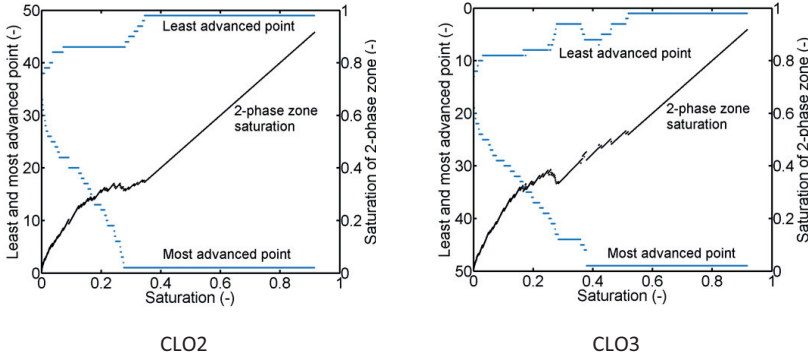 Least and most advanced point (-)
50
40
30
20
10
0
Least advanced point
2-phase zone
saturation
Most advanced point
0
0.2
0.4
0.6
0.8
1
Saturation (-)
1
0.8
0.6
0.4
0.2
0
Saturation of 2-phase zone (-)
CLO2
Least and most advanced point (-)
0
10
20
30
40
50
Least advanced point
2-phase zone
saturation
Most advanced point
0
0.2
0.4
0.6
0.8
1
Saturation (-)
1
0.8
0.6
0.4
0.2
0
Saturation of 2-phase zone (-)
CLO3